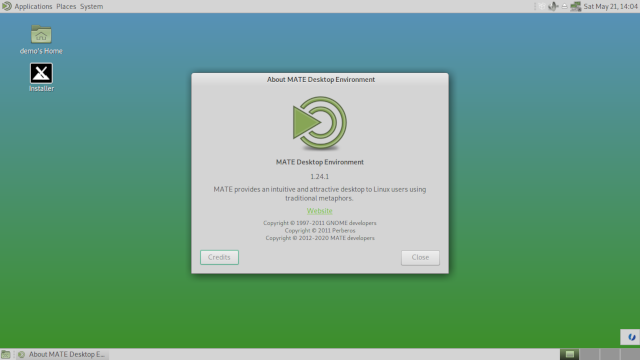 Applications Places System
Sat May 21, 14:04
demo's Home
Installer
About MATE Desktop Environment
MATE Desktop Environment
1.24.1
MATE provides an intuitive and attractive desktop to Linux users using
traditional metaphors.
Website
Copyright © 1997-2011 GNOME developers
Copyright © 2011 Perberos
Copyright © 2012-2020 MATE developers
Credits
Close
About MATE Desktop E...